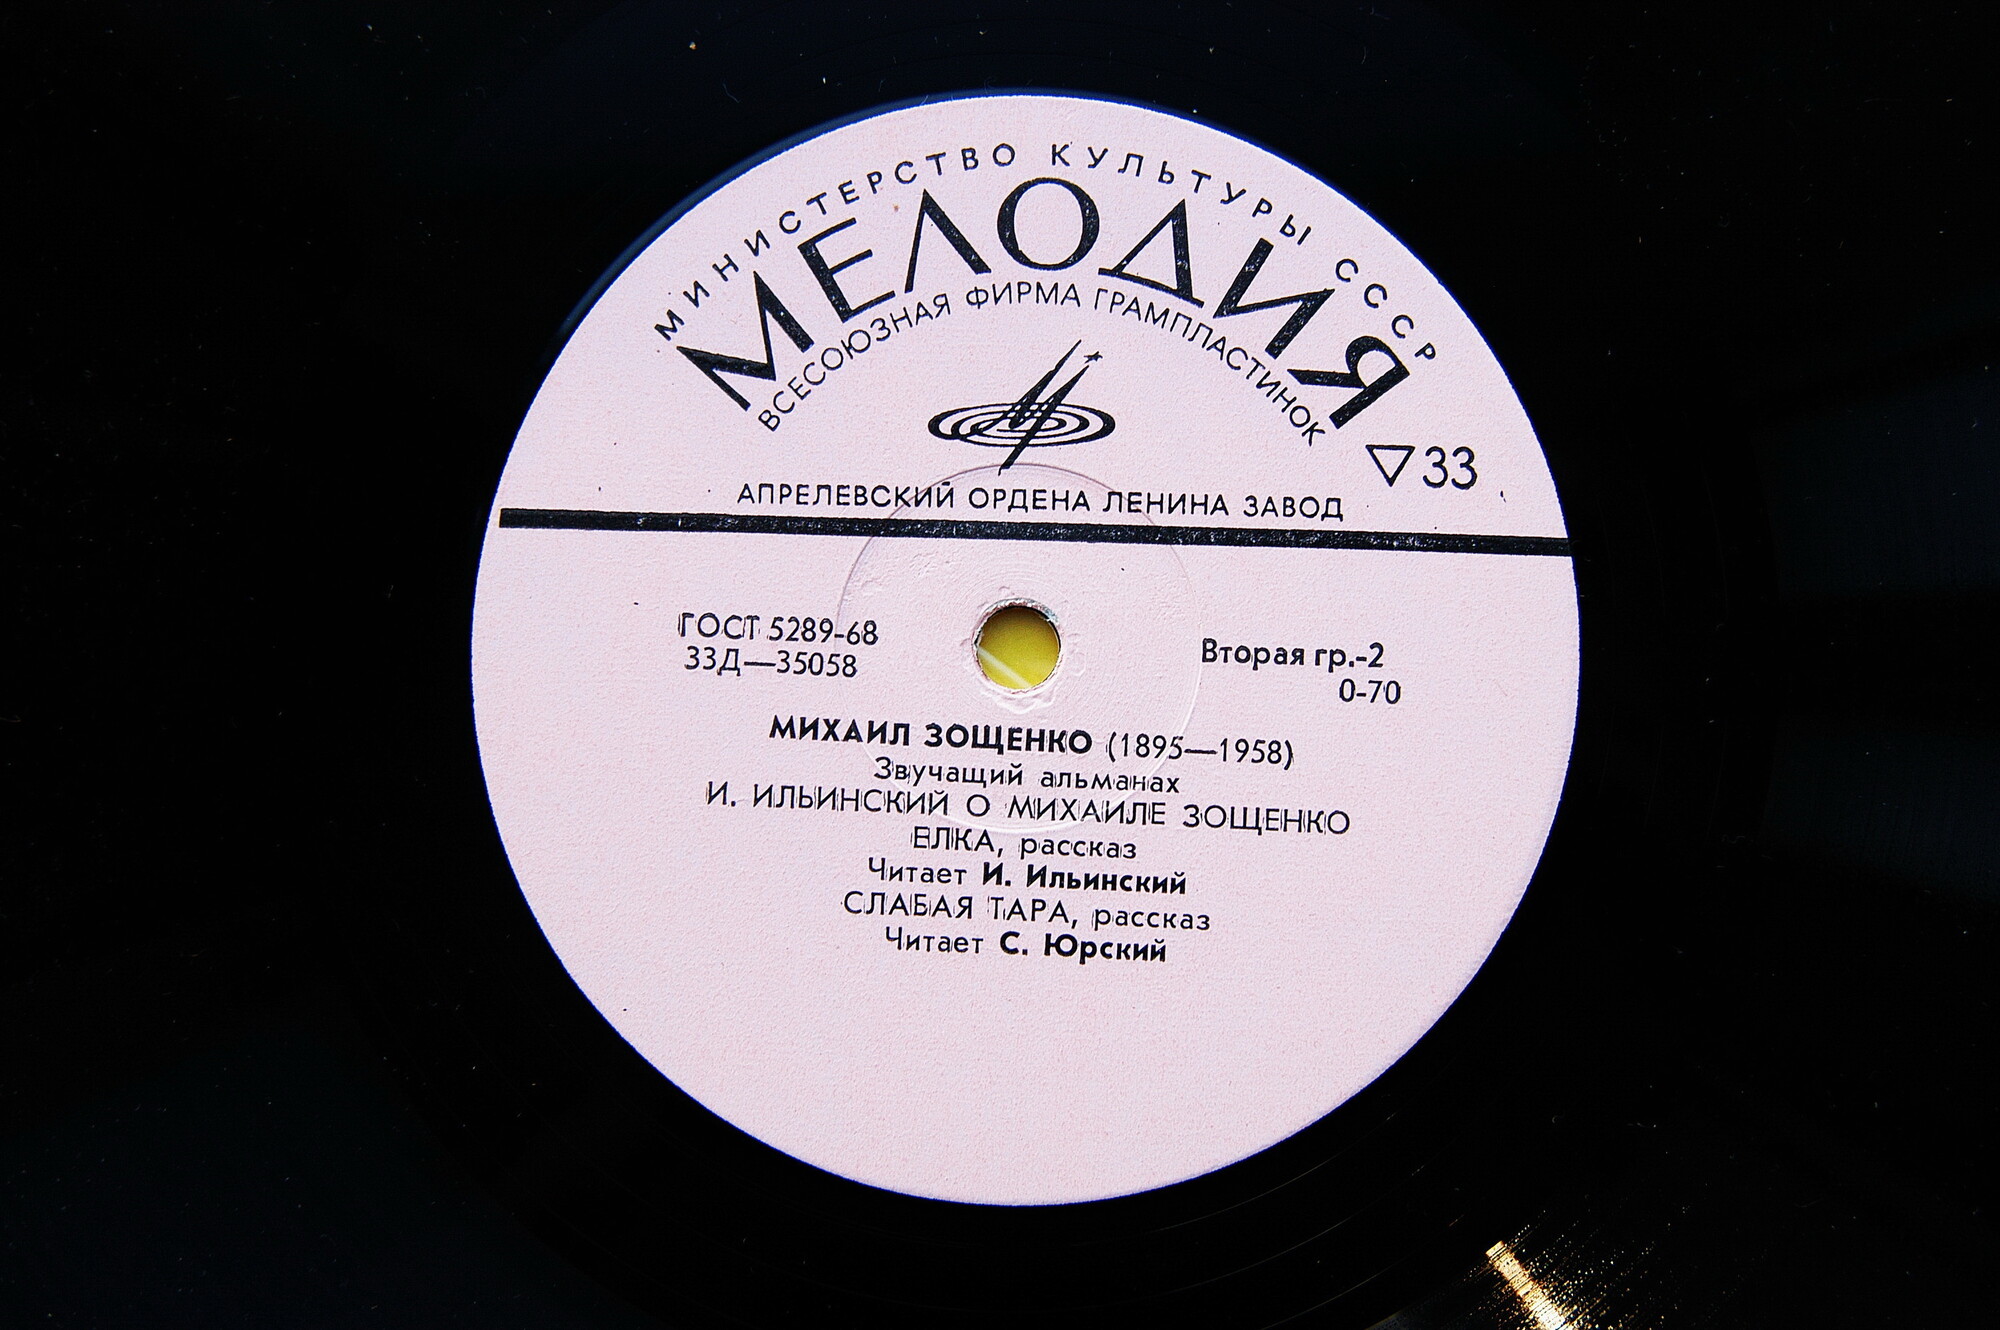 МИНИСТЕРСТВО КУЛЬТУРЫ СССР
МЕЛОДИЯ
ВСЕСОЮЗНАЯ ФИРМА ГРАМПЛАСТИНОК
33
АПРЕЛЕВСКИЙ ОРДЕНА ЛЕНИНА ЗАВОД
ГОСТ 5289-68
33Д—35058
Вторая гр.-2
0-70
МИХАИЛ ЗОЩЕНКО (1895—1958)
Звучащий альманах
И. ИЛЬИНСКИЙ О МИХАИЛЕ ЗОЩЕНКО
ЕЛКА, рассказ
Читает И. Ильинский
СЛАБАЯ ТАРА, рассказ
Читает С. Юрский